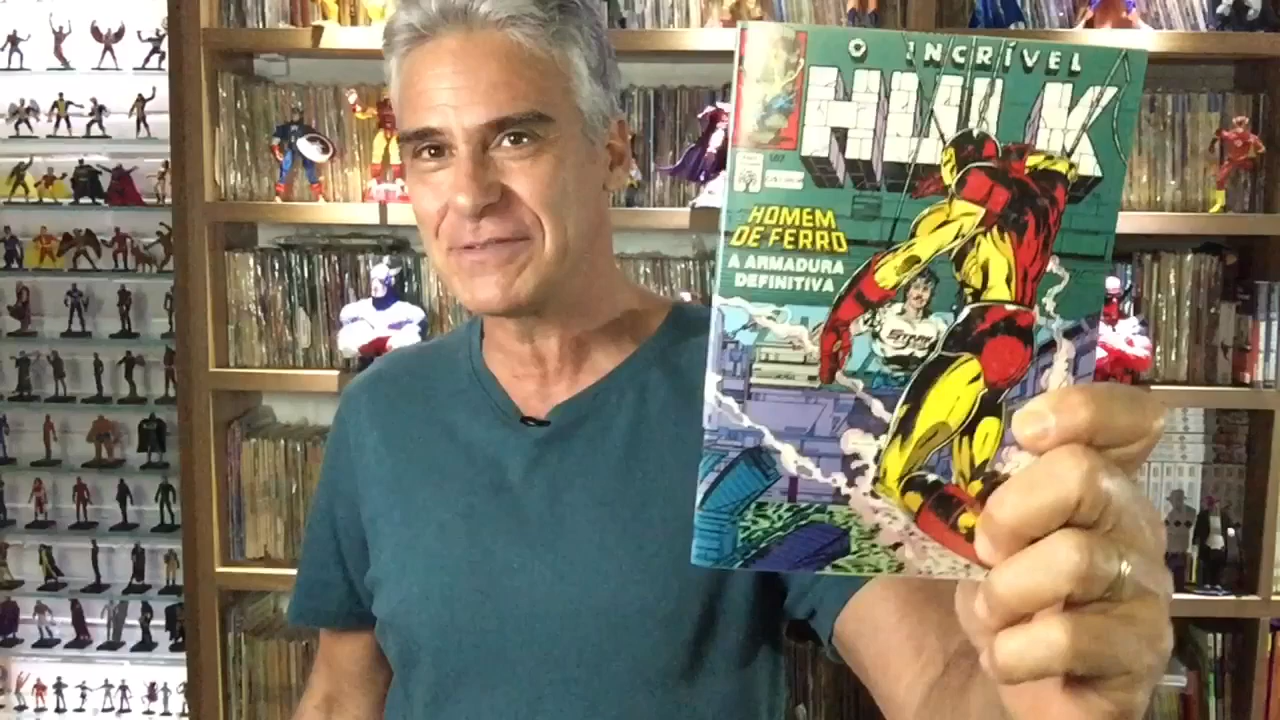 O INCRÍVEL
HULK
HOMEM
DE FERRO
A ARMADURA
DEFINITIVA